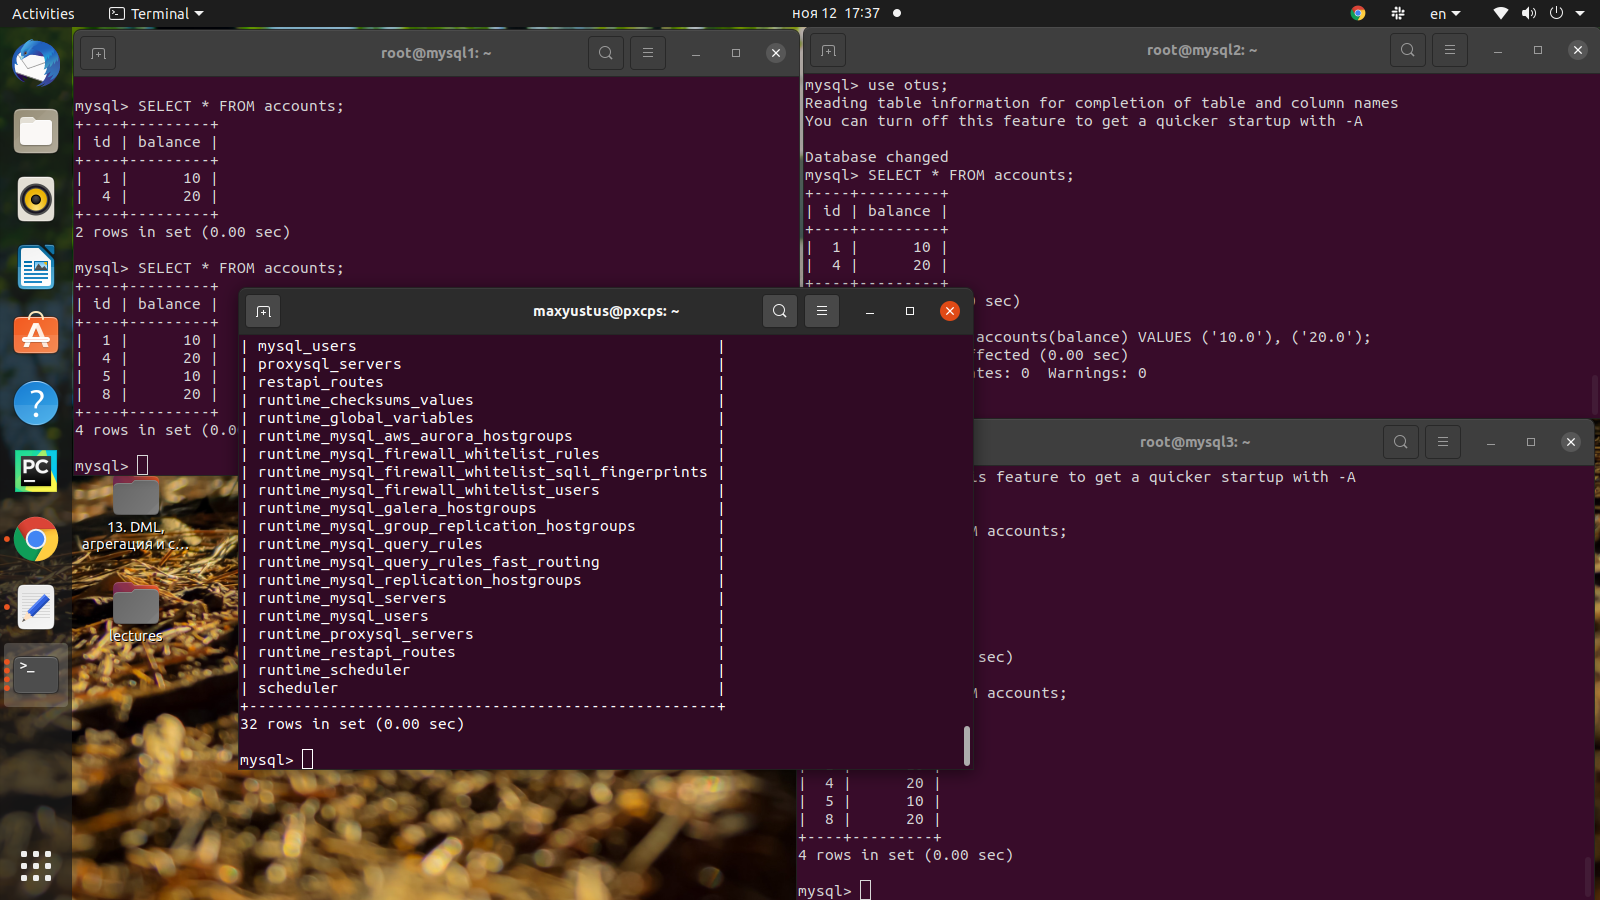 Activities
Terminal
ноя 12 17:37
en
root@mysql1: ~
mysql> SELECT * FROM accounts;
+----+---------+
| id | balance |
+----+---------+
|  1 |      10 |
|  4 |      20 |
+----+---------+
2 rows in set (0.00 sec)
mysql> SELECT * FROM accounts;
+----+---------+
| id | balance |
+----+---------+
|  1 |      10 |
|  4 |      20 |
|  5 |      10 |
|  8 |      20 |
+----+---------+
4 rows in set (0.0
mysql>
root@mysql2: ~
mysql> use otus;
Reading table information for completion of table and column names
You can turn off this feature to get a quicker startup with -A
Database changed
mysql> SELECT * FROM accounts;
+----+---------+
| id | balance |
+----+---------+
|  1 |      10 |
|  4 |      20 |
+----+---------+
sec)
accounts(balance) VALUES ('10.0'), ('20.0');
ffected (0.00 sec)
tes: 0  Warnings: 0
maxyustus@pxcps: ~
| mysql_users |
| proxysql_servers |
| restapi_routes |
| runtime_checksums_values |
| runtime_global_variables |
| runtime_mysql_aws_aurora_hostgroups |
| runtime_mysql_firewall_whitelist_rules |
| runtime_mysql_firewall_whitelist_sqli_fingerprints |
| runtime_mysql_firewall_whitelist_users |
| runtime_mysql_galera_hostgroups |
| runtime_mysql_group_replication_hostgroups |
| runtime_mysql_query_rules |
| runtime_mysql_query_rules_fast_routing |
| runtime_mysql_replication_hostgroups |
| runtime_mysql_servers |
| runtime_mysql_users |
| runtime_proxysql_servers |
| runtime_restapi_routes |
| runtime_scheduler |
| scheduler |
+----------------------------------------------------+
32 rows in set (0.00 sec)
mysql>
root@mysql3: ~
s feature to get a quicker startup with -A
M accounts;
sec)
M accounts;
|  4 |      20 |
|  5 |      10 |
|  8 |      20 |
+----+---------+
4 rows in set (0.00 sec)
mysql>
PC
13. DML,
агрегация и с...
lectures